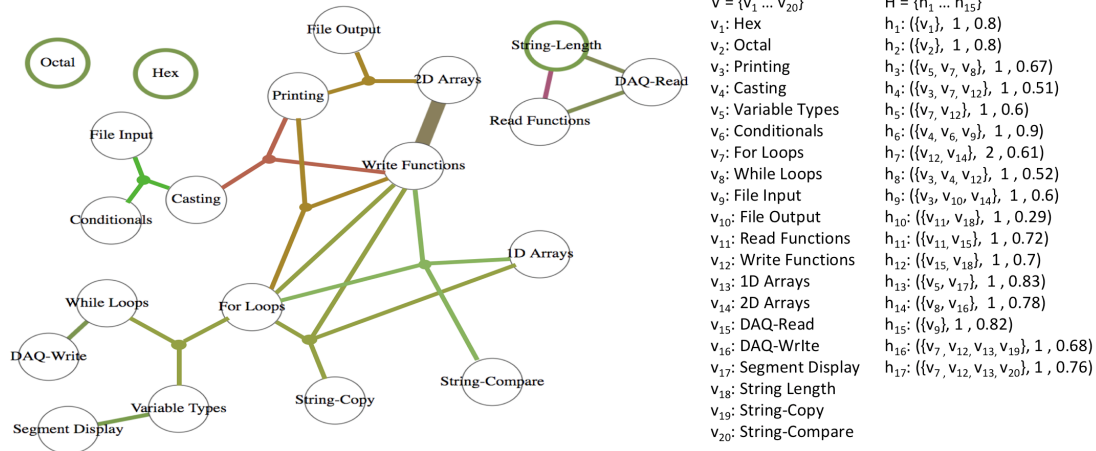 File Output
Octal
Hex
2D Arrays
Printing
String-Length
DAQ-Read
Read Functions
File Input
Write Functions
Casting
Conditionals
1D Arrays
While Loops
For Loops
DAQ-Write
String-Compare
String-Copy
Variable Types
Segment Display
V = {v₁ ... v₂₀}
v₁: Hex
v₂: Octal
v₃: Printing
v₄: Casting
v₅: Variable Types
v₆: Conditionals
v₇: For Loops
v₈: While Loops
v₉: File Input
v₁₀: File Output
v₁₁: Read Functions
v₁₂: Write Functions
v₁₃: 1D Arrays
v₁₄: 2D Arrays
v₁₅: DAQ-Read
v₁₆: DAQ-WrIte
v₁₇: Segment Display
v₁₈: String Length
v₁₉: String-Copy
v₂₀: String-Compare
H = {h₁ ... h₁₅}
h₁: ({v₁}, 1 , 0.8)
h₂: ({v₂}, 1 , 0.8)
h₃: ({v₅, v₇, v₈}, 1 , 0.67)
h₄: ({v₃, v₇, v₁₂}, 1 , 0.51)
h₅: ({v₇, v₁₂}, 1 , 0.6)
h₆: ({v₄, v₆, v₉}, 1 , 0.9)
h₇: ({v₁₂, v₁₄}, 2 , 0.61)
h₈: ({v₃, v₄, v₁₂}, 1 , 0.52)
h₉: ({v₃, v₁₀, v₁₄}, 1 , 0.6)
h₁₀: ({v₁₁, v₁₈}, 1 , 0.29)
h₁₁: ({v₁₁, v₁₅}, 1 , 0.72)
h₁₂: ({v₁₅, v₁₈}, 1 , 0.7)
h₁₃: ({v₅, v₁₇}, 1 , 0.83)
h₁₄: ({v₈, v₁₆}, 1 , 0.78)
h₁₅: ({v₉}, 1 , 0.82)
h₁₆: ({v₇, v₁₂, v₁₃, v₁₉}, 1 , 0.68)
h₁₇: ({v₇, v₁₂, v₁₃, v₂₀}, 1 , 0.76)